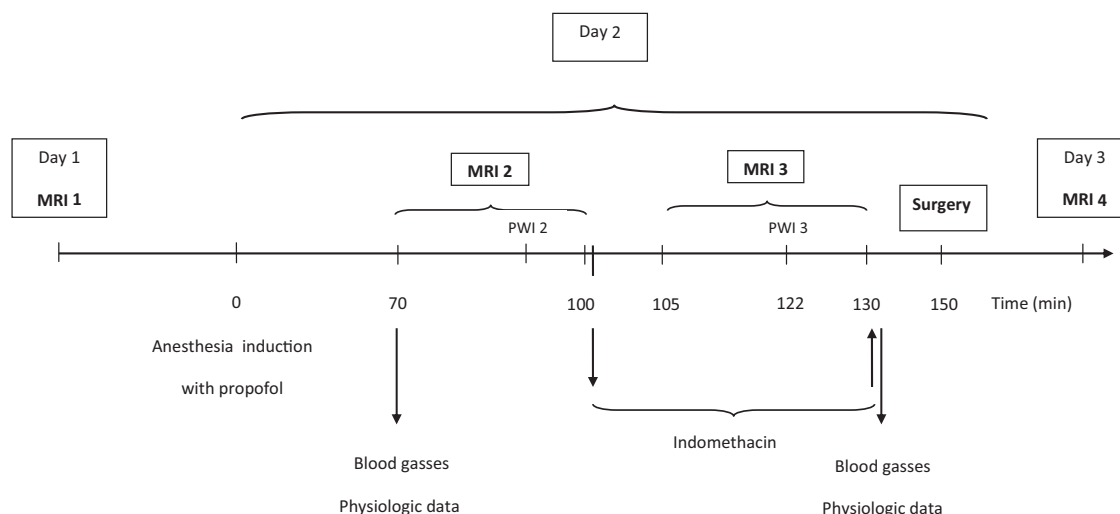 Day 2
Day 1
MRI 1
MRI 2
MRI 3
Surgery
Day 3
MRI 4
PWI 2
PWI 3
0
70
100
105
122
130
150
Time (min)
Anesthesia induction
with propofol
Indomethacin
Blood gasses
Physiologic data
Blood gasses
Physiologic data